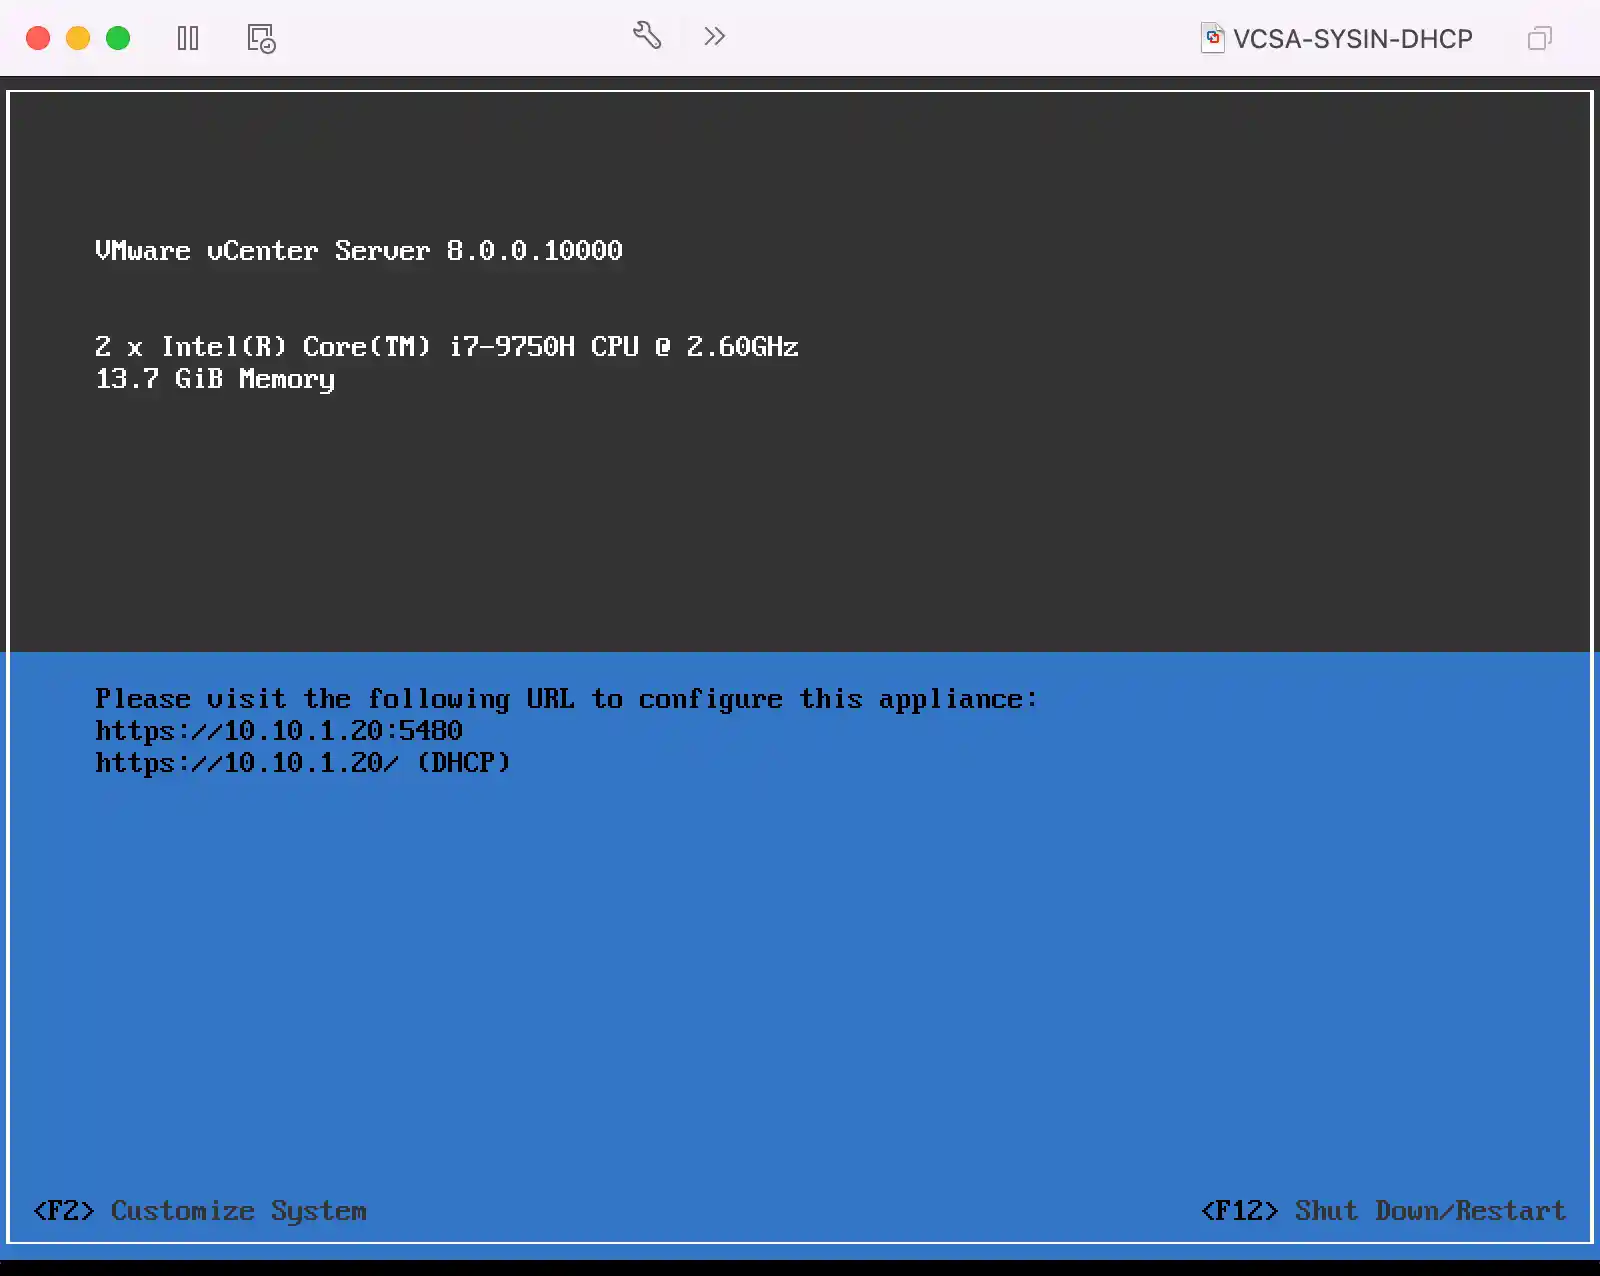 VCSA-SYSIN-DHCP
VMware vCenter Server 8.0.0.10000
2 x Intel(R) Core(TM) i7-9750H CPU @ 2.60GHz
13.7 GiB Memory
Please visit the following URL to configure this appliance:
https://10.10.1.20:5480
https://10.10.1.20/ (DHCP)
<F2> Customize System
<F12> Shut Down/Restart